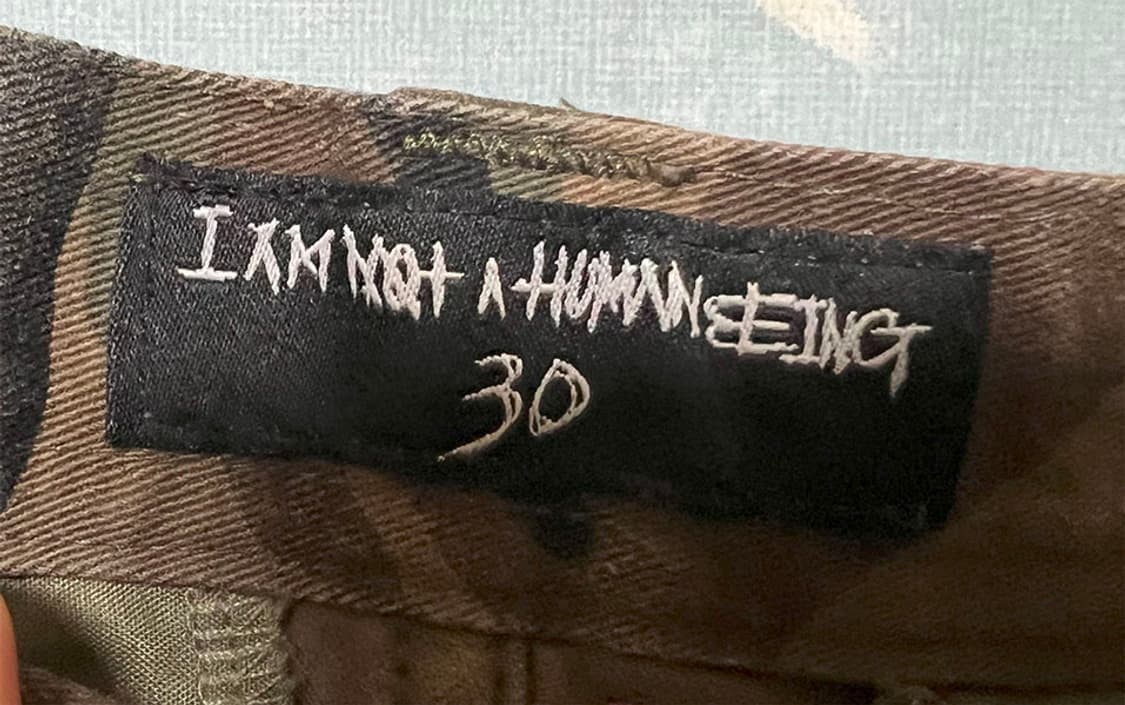 I AM NOT A HUMAN BEING
30